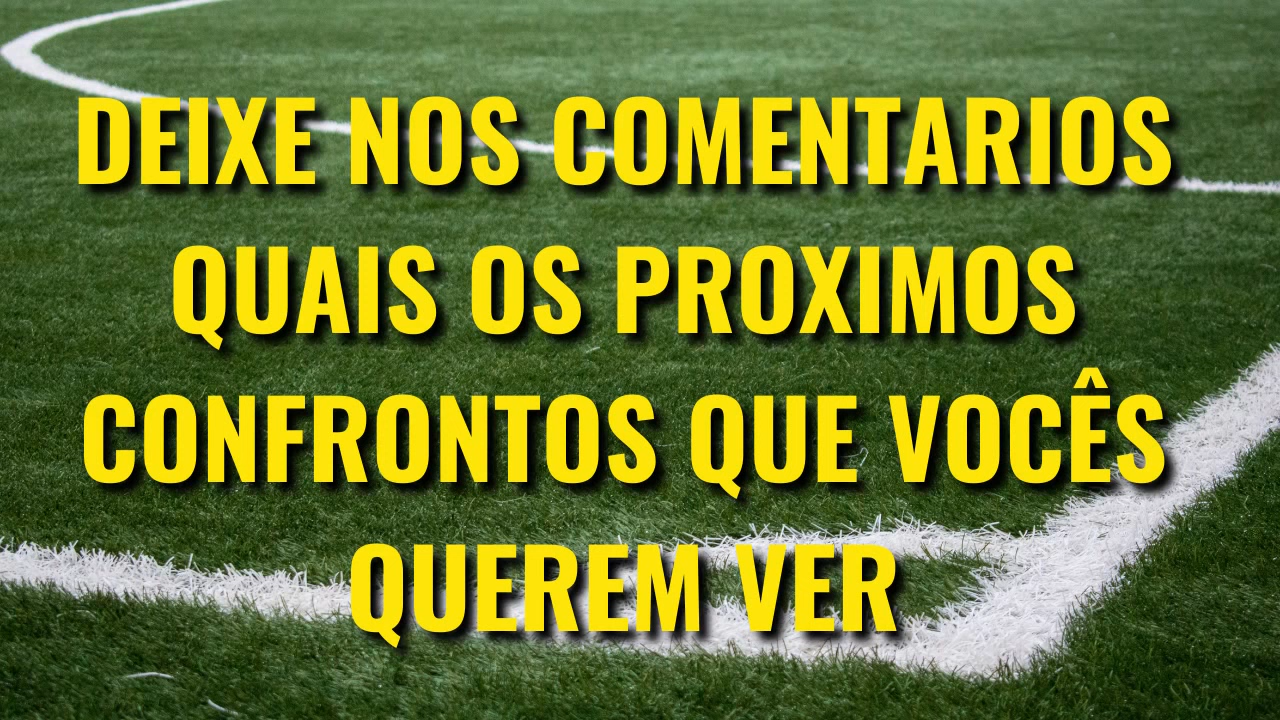 DEIXE NOS COMENTARIOS
QUAIS OS PROXIMOS
CONFRONTOS QUE VOCÊS
QUEREM VER